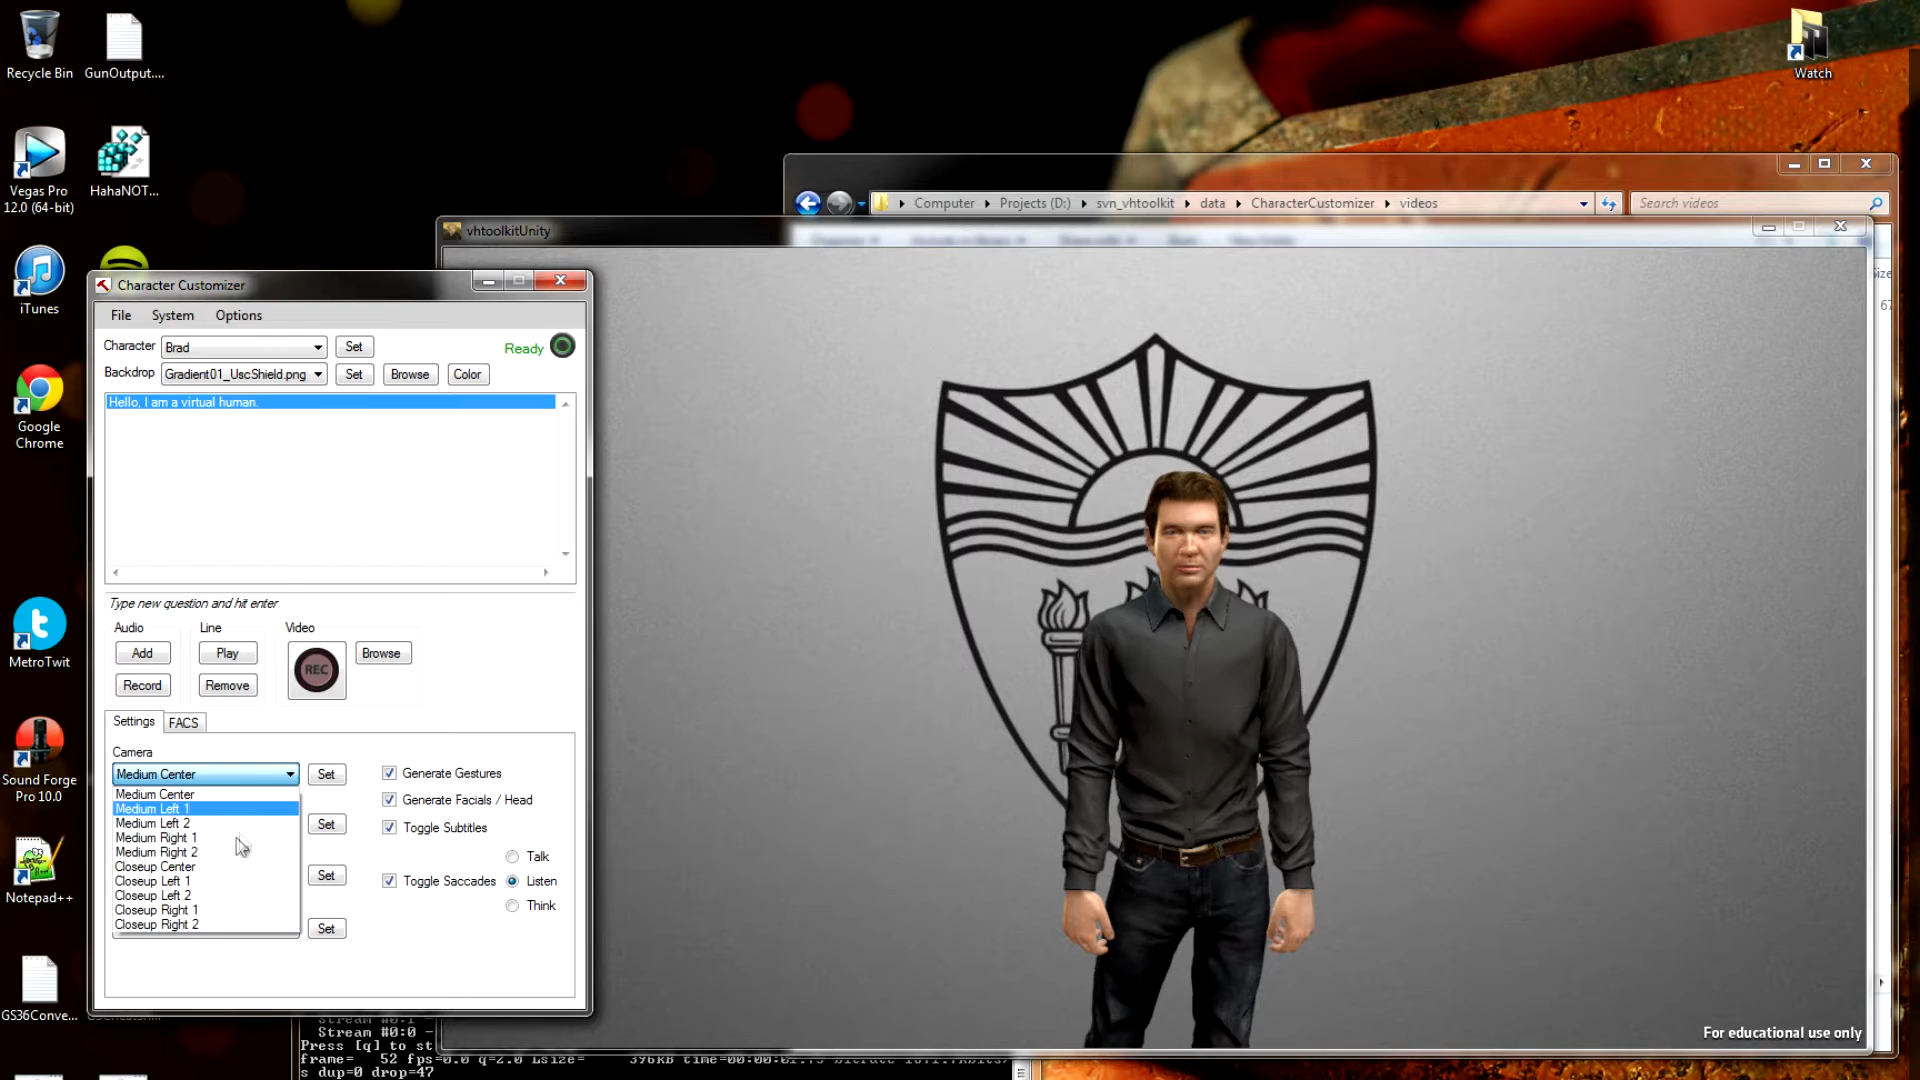 Recycle Bin
GunOutput....
Watch
Vegas Pro
12.0 (64-bit)
HahaNOT...
iTunes
Google
Chrome
MetroTwit
Sound Forge
Pro 10.0
Notepad++
GS36Conve...
Computer
Projects (D:)
svn_vhtoolkit
data
CharacterCustomizer
videos
Search videos
vhtoolkitUnity
Character Customizer
File
System
Options
Character
Brad
Set
Ready
Backdrop
Gradient01_UscShield.png
Set
Browse
Color
Hello, I am a virtual human.
Type new question and hit enter
Audio
Line
Video
Add
Play
REC
Browse
Record
Remove
Settings
FACS
Camera
Medium Center
Set
Medium Center
Medium Left 1
Medium Left 2
Medium Right 1
Medium Right 2
Closeup Center
Closeup Left 1
Closeup Left 2
Closeup Right 1
Closeup Right 2
Set
Set
Set
Generate Gestures
Generate Facials / Head
Toggle Subtitles
Talk
Toggle Saccades
Listen
Think
For educational use only
Stream #0:0 -
Press [q] to st
s dup=0 drop=47